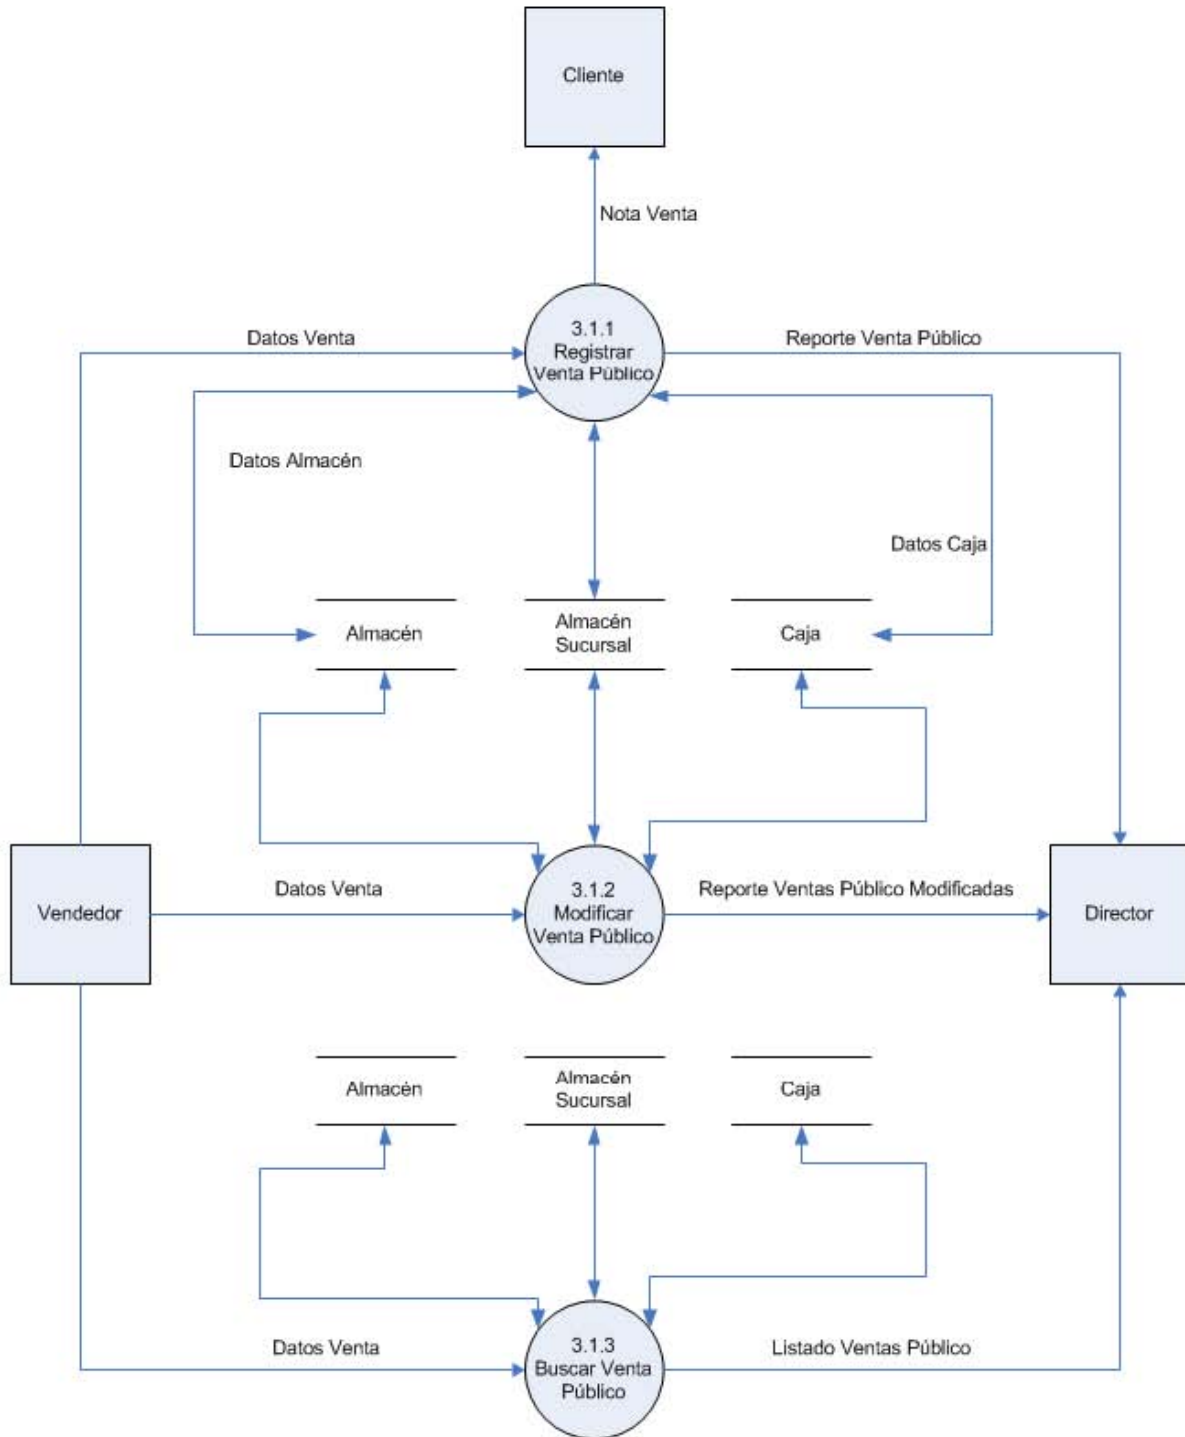 Cliente
Nota Venta
Datos Venta
3.1.1
Registrar
Venta Público
Reporte Venta Público
Datos Almacén
Datos Caja
Almacén
Almacén
Sucursal
Caja
Vendedor
Datos Venta
3.1.2
Modificar
Venta Público
Reporte Ventas Público Modificadas
Director
Almacén
Almacén
Sucursal
Caja
Datos Venta
3.1.3
Buscar Venta
Público
Listado Ventas Público